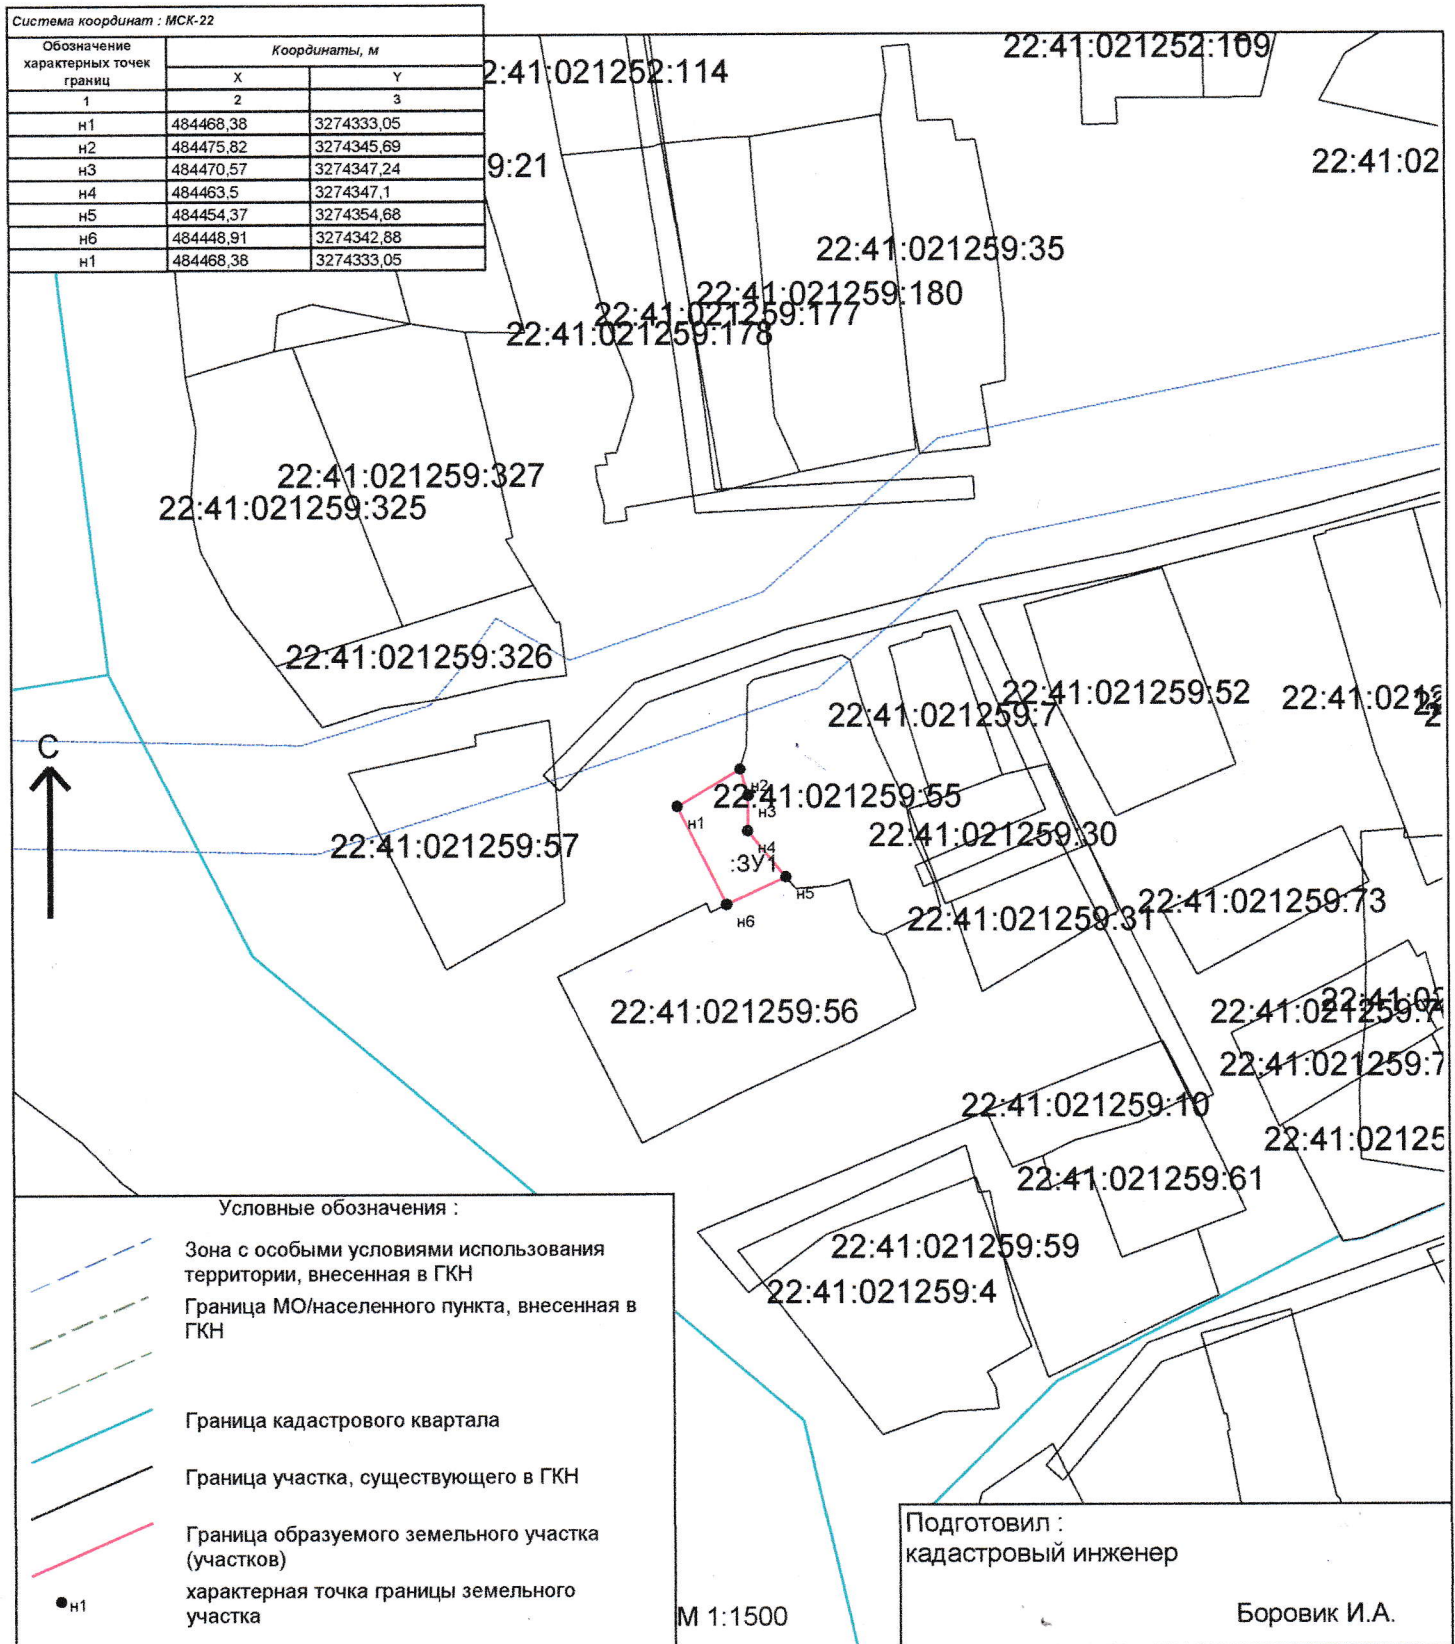 Система координат : МСК-22
Обозначение характерных точек границ
Координаты, м
X Y
1 2 3
н1 484468,38 3274333,05
н2 484475,82 3274345,69
н3 484470,57 3274347,24
н4 484463,5 3274347,1
н5 484454,37 3274354,68
н6 484448,91 3274342,88
н1 484468,38 3274333,05
2:41:021252:114
22:41:021252:109
9:21
22:41:02
22:41:021259:35
22:41:021259:180
22:41:021259:177
22:41:021259:178
22:41:021259:327
22:41:021259:325
22:41:021259:326
22:41:021259:52
22:41:021259:7
С
н2
22:41:021259:55
н3
н1
22:41:021259:30
22:41:021259:57
н4
:ЗУ1
н5
22:41:021259:73
н6
22:41:021259:31
22:41:021259:56
22:41:021259:7
22:41:021259:10
22:41:02125
22:41:021259:61
22:41:021259:59
22:41:021259:4
Условные обозначения :
Зона с особыми условиями использования
территории, внесенная в ГКН
Граница МО/населенного пункта, внесенная в
ГКН
Граница кадастрового квартала
Граница участка, существующего в ГКН
Граница образуемого земельного участка
(участков)
н1
характерная точка границы земельного
участка
М 1:1500
Подготовил :
кадастровый инженер
Боровик И.А.